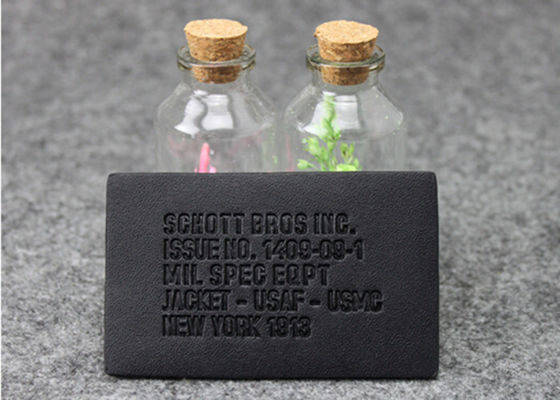 SCHOTT BROS INC.
ISSUE NO. 1409-09-1
MIL SPEC EQPT
JACKET - USAF - USMC
NEW YORK 1913